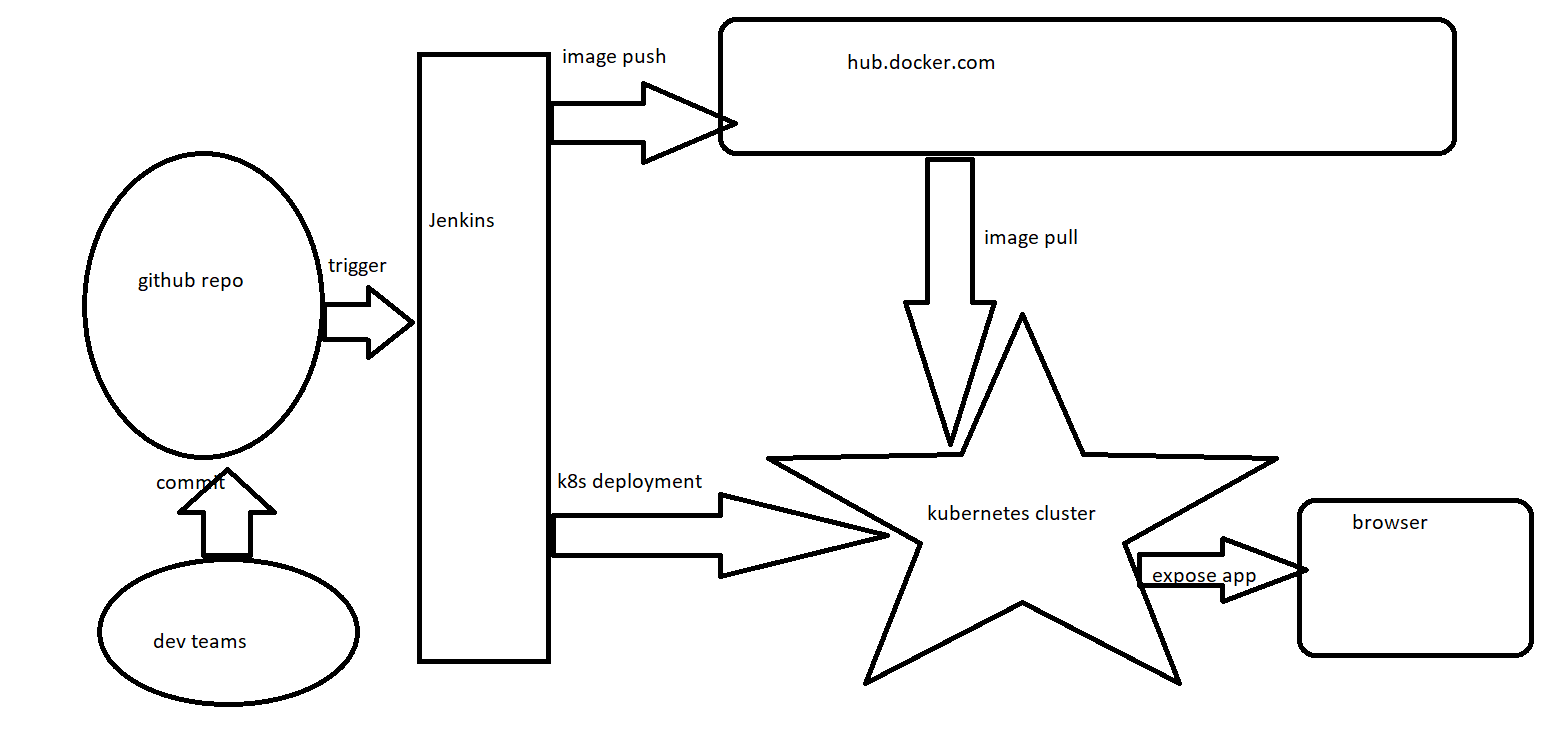 image push
hub.docker.com
Jenkins
image pull
trigger
github repo
commit
k8s deployment
kubernetes cluster
browser
expose app
dev teams